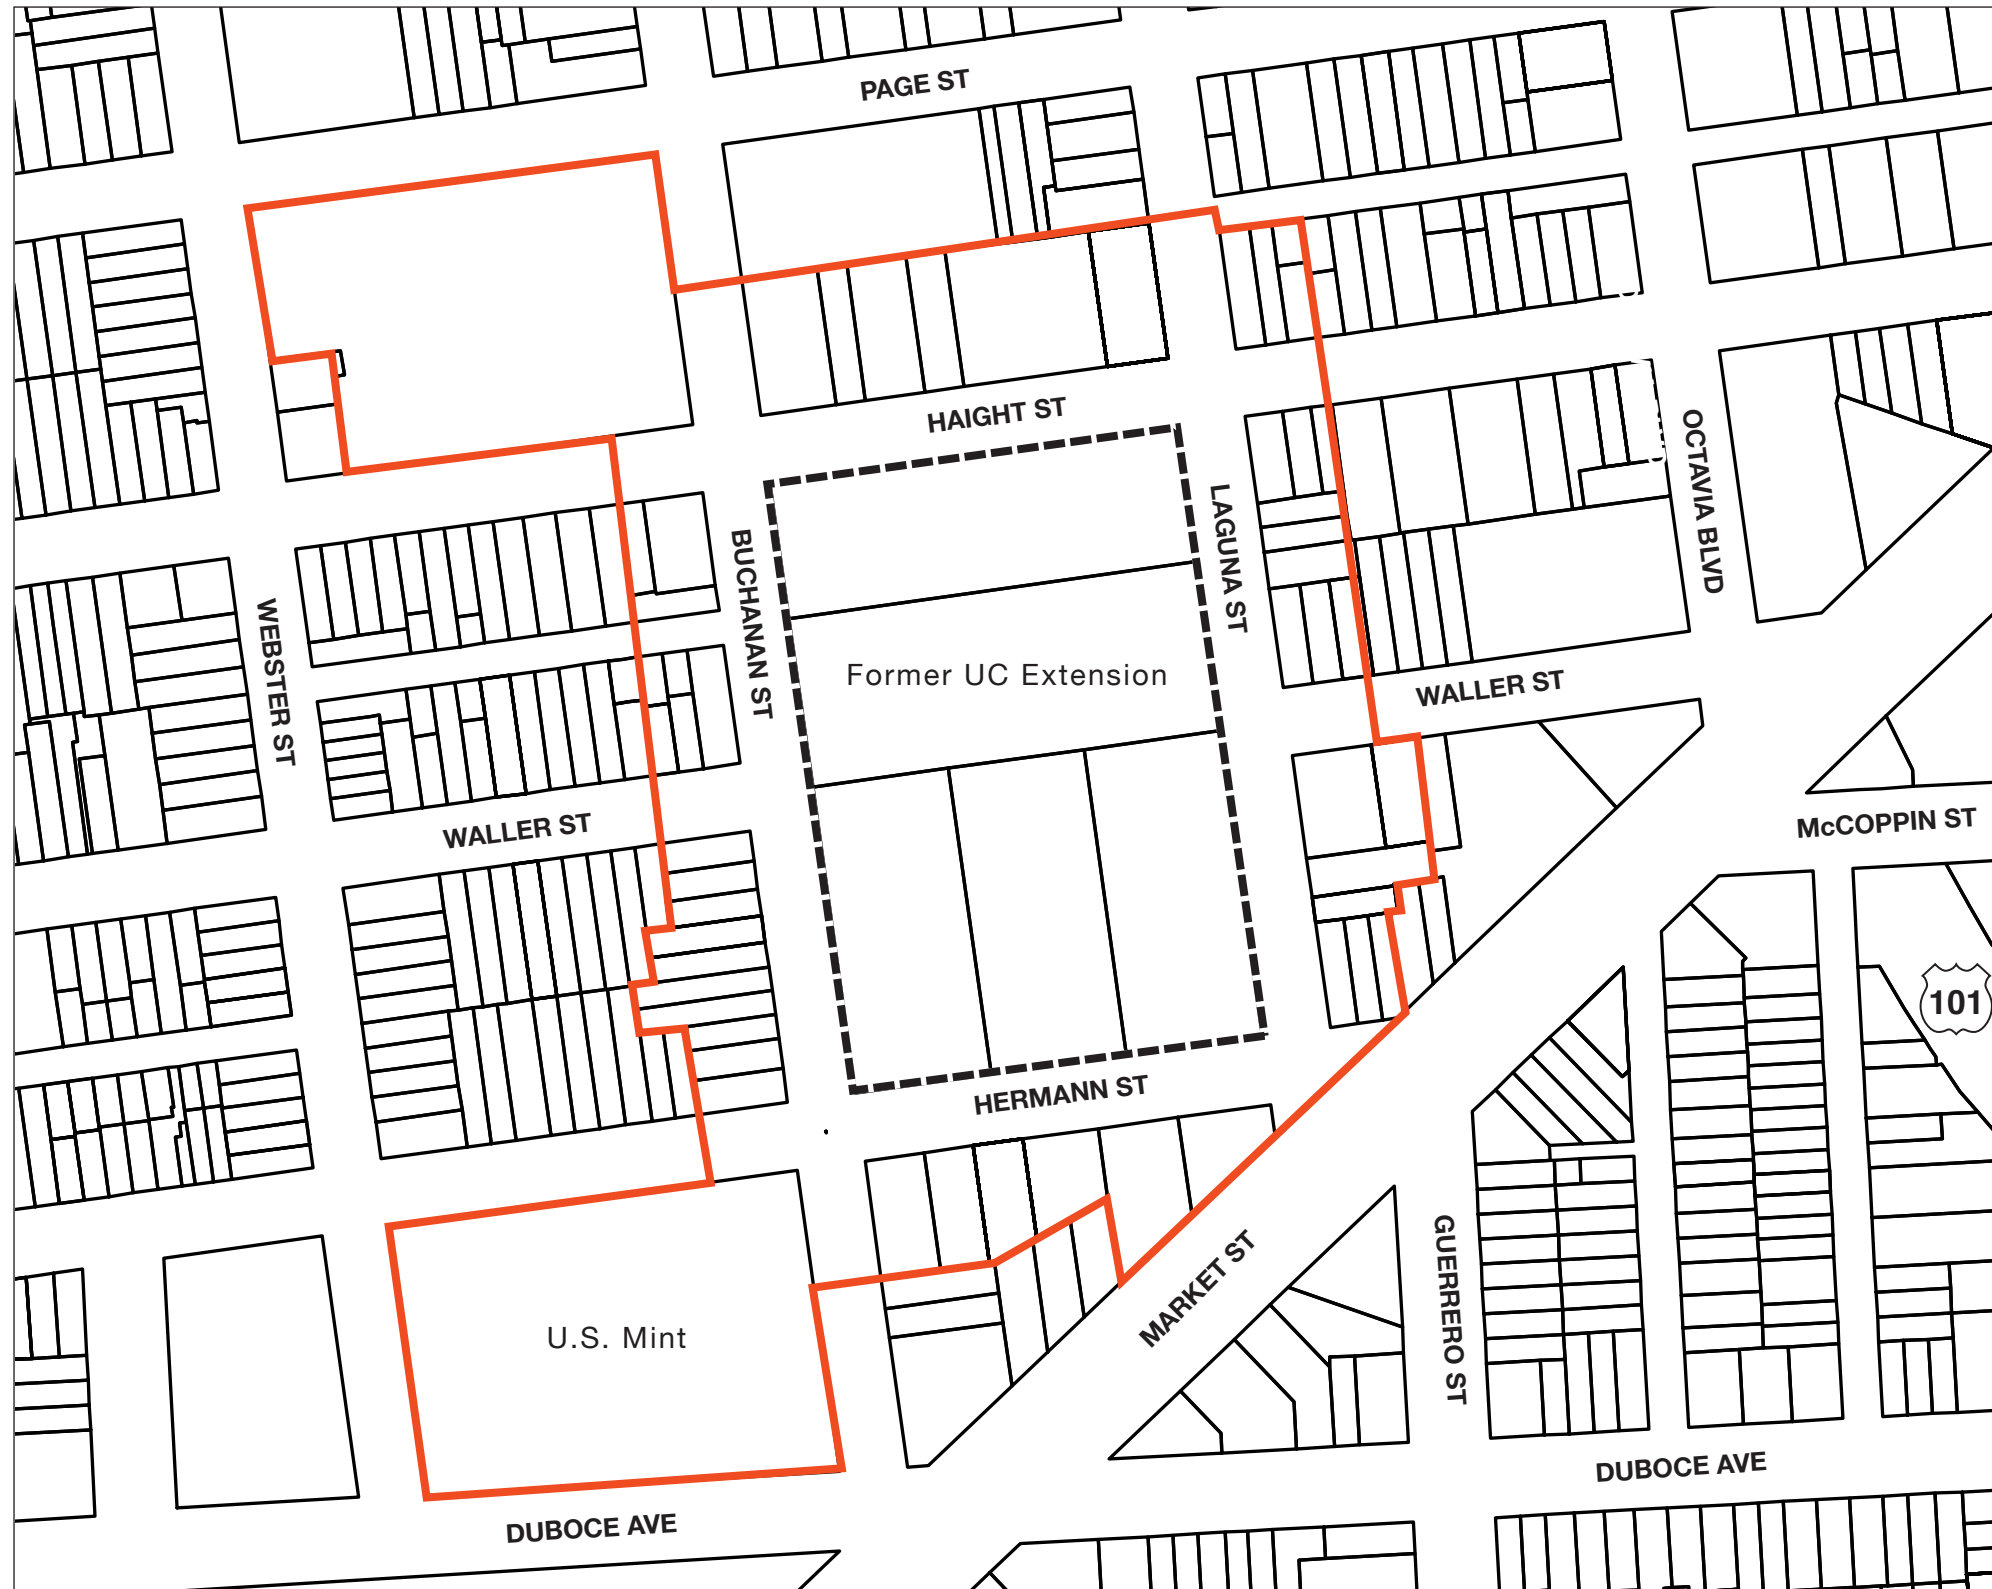 PAGE ST
HAIGHT ST
OCTAVIA BLVD
LAGUNA ST
BUCHANAN ST
WEBSTER ST
Former UC Extension
WALLER ST
WALLER ST
McCOPPIN ST
101
HERMANN ST
MARKET ST
GUERRERO ST
U.S. Mint
DUBOCE AVE
DUBOCE AVE